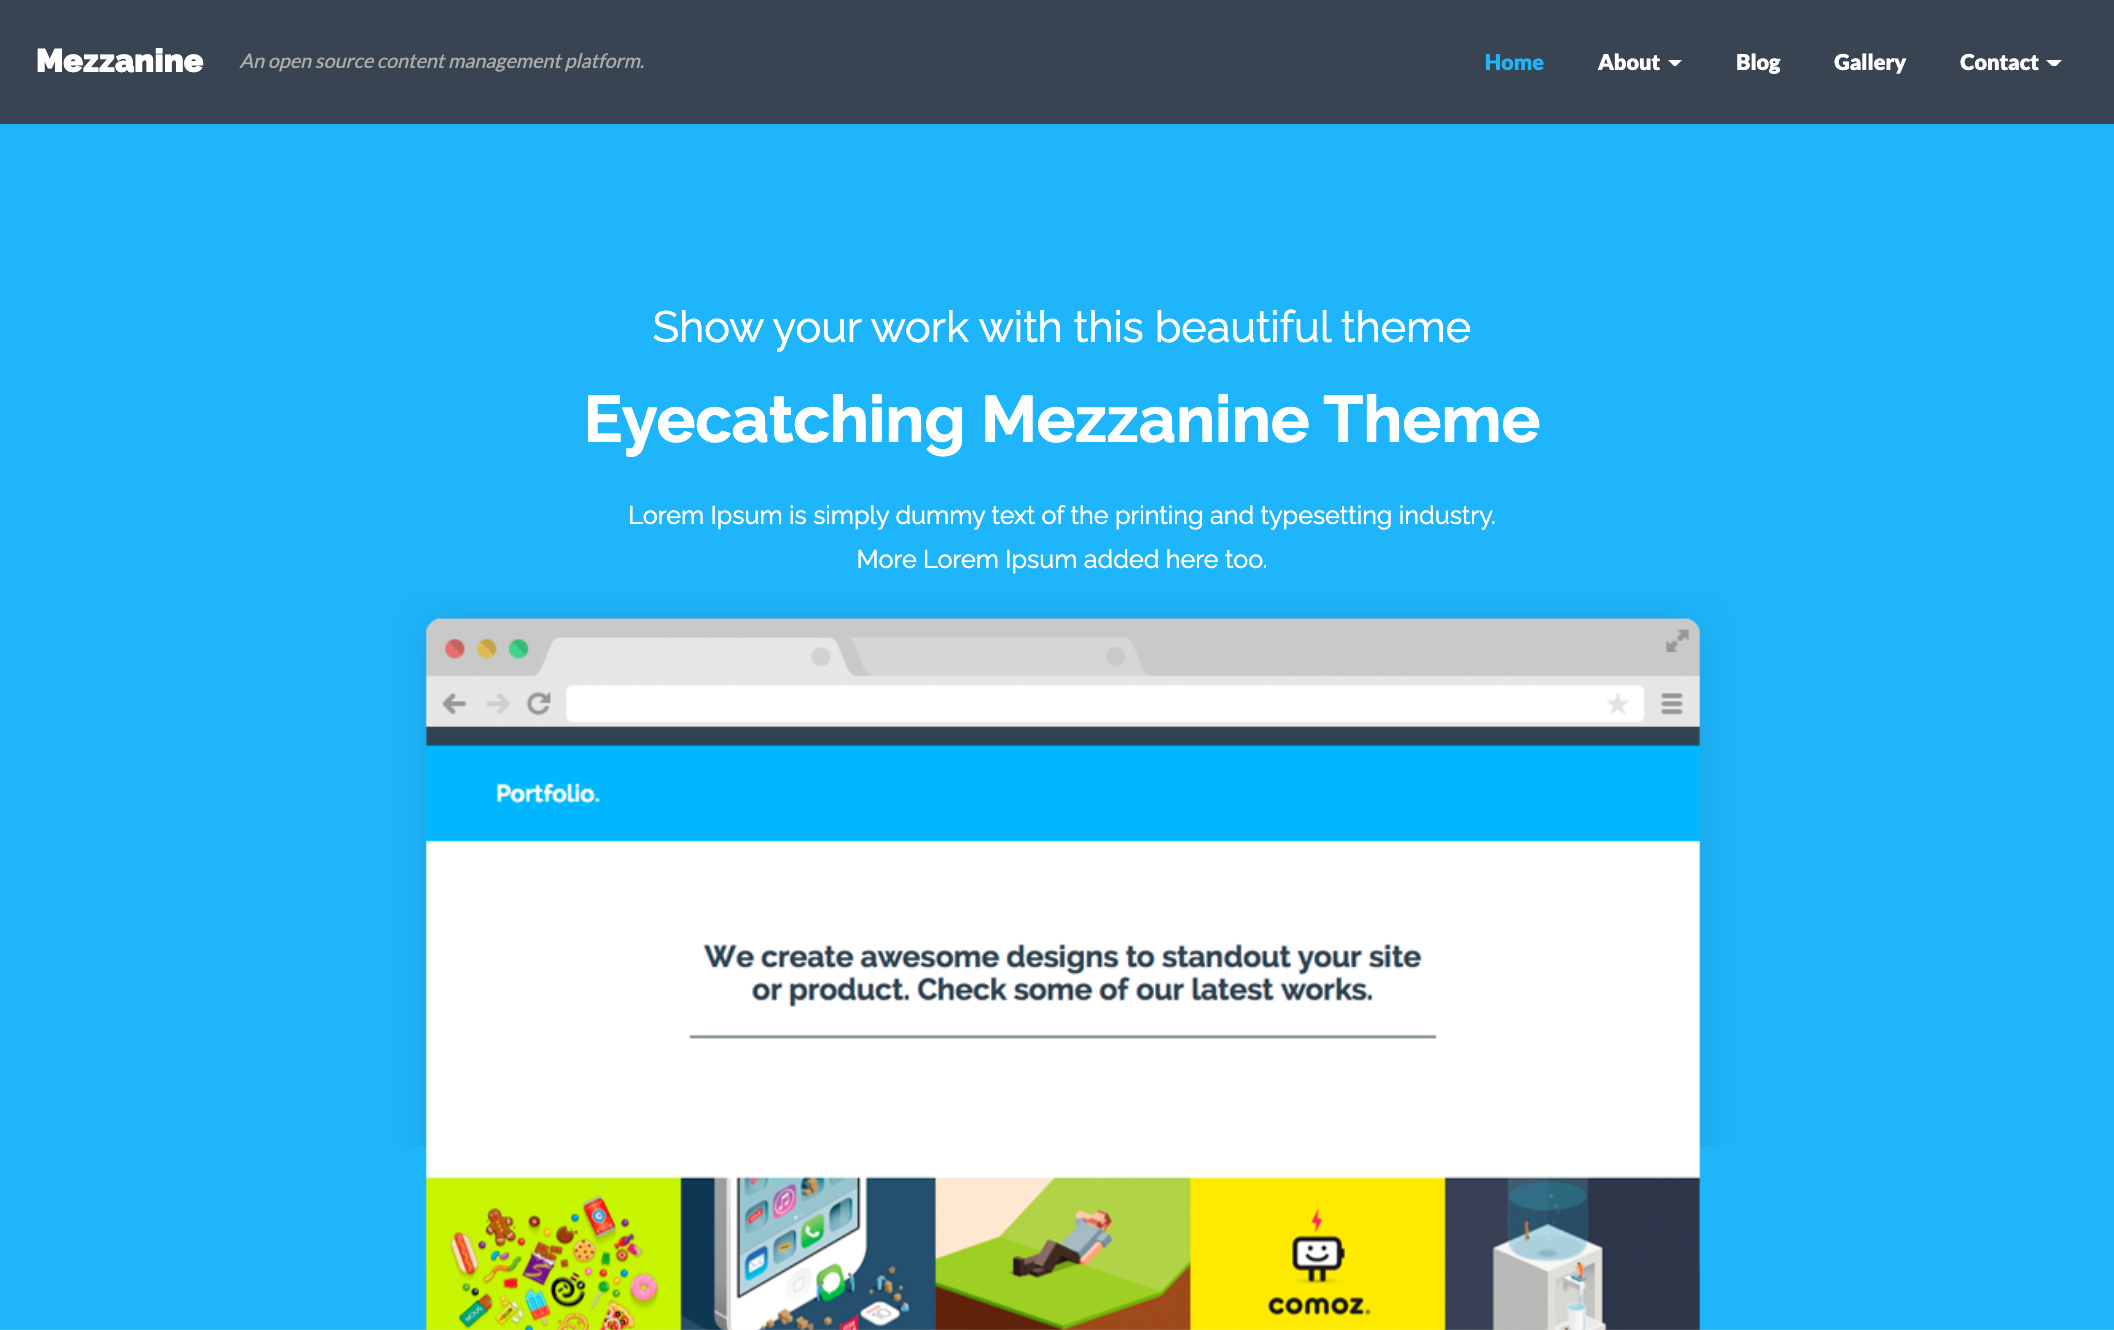 Mezzanine
An open source content management platform.
Home
About
Blog
Gallery
Contact
Show your work with this beautiful theme
Eyecatching Mezzanine Theme
Lorem Ipsum is simply dummy text of the printing and typesetting industry.
More Lorem Ipsum added here too.
Portfolio.
We create awesome designs to standout your site
or product. Check some of our latest works.
comoz.